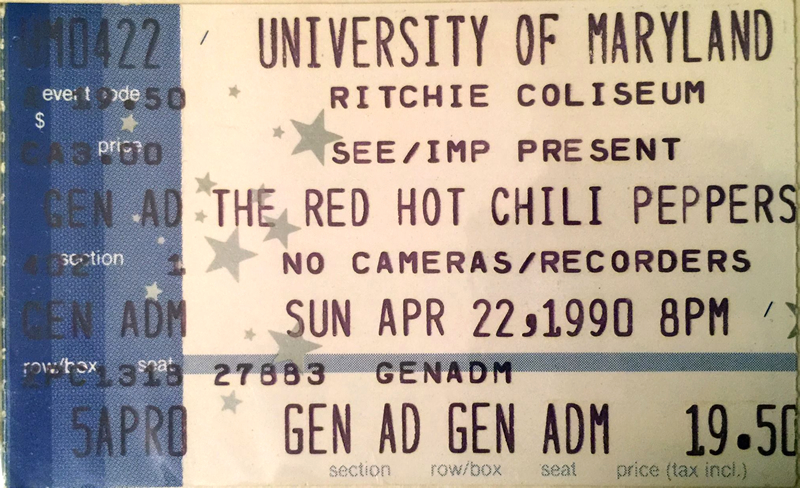 UM0422 UNIVERSITY OF MARYLAND
event code
19.50 RITCHIE COLISEUM
$
price
CA3.00 SEE/IMP PRESENT
GEN AD THE RED HOT CHILI PEPPERS
section
402 1 NO CAMERAS/RECORDERS
GEN ADM SUN APR 22,1990 8PM
row/box seat
ZPC1318 27883 GENADM
5APR0 GEN AD GEN ADM 19.50
section row/box seat price (tax incl.)